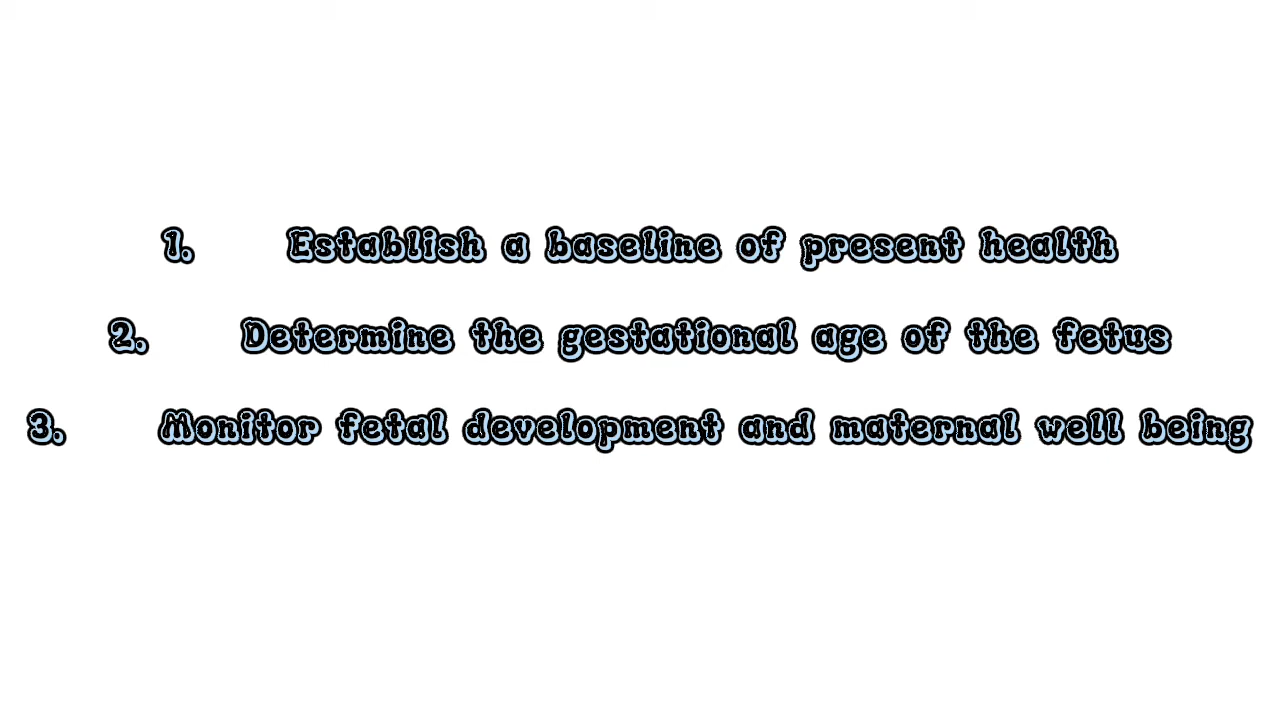 1. Establish a baseline of present health
2. Determine the gestational age of the fetus
3. Monitor fetal development and maternal well being